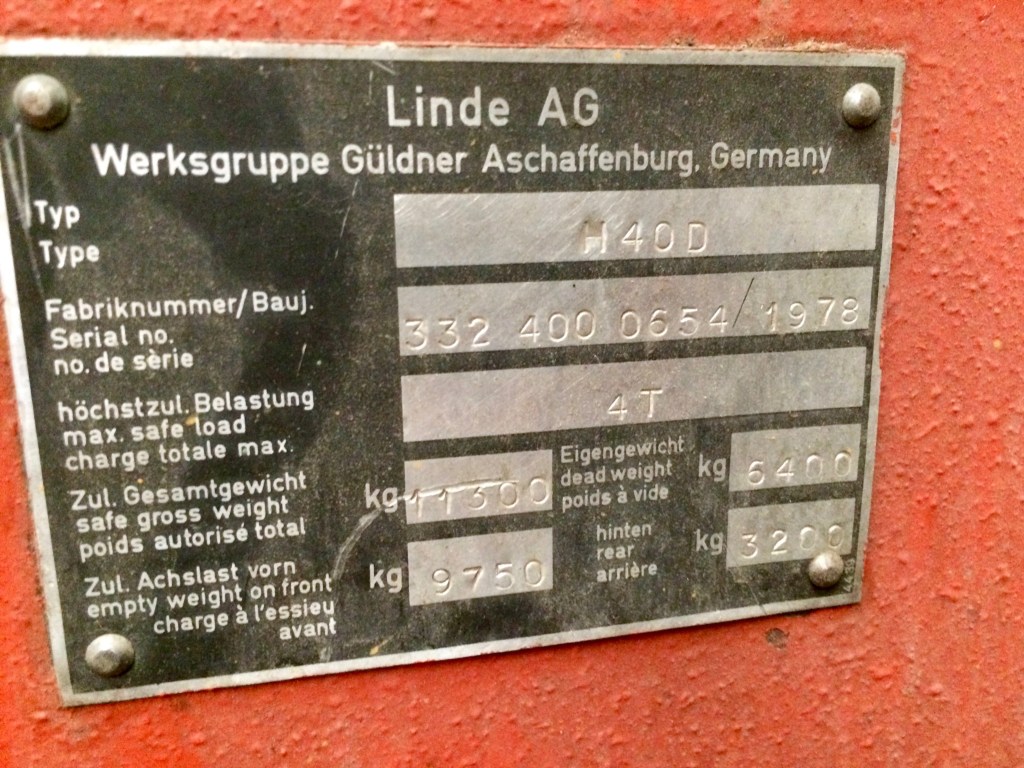 Linde AG
Werksgruppe Güldner Aschaffenburg, Germany
Typ
Type
H40D
Fabriknummer/Bauj.
Serial no.
no. de sèrie
332 400 0654/1978
höchstzul. Belastung
max. safe load
charge totale max.
4T
Zul. Gesamtgewicht
safe gross weight
poids autorisé total
kg 11300
Eigengewicht
dead weight
poids à vide
kg 6400
Zul. Achslast vorn
empty weight on front
charge à l'essieu
avant
kg 9750
hinten
rear
arrière
kg 3200